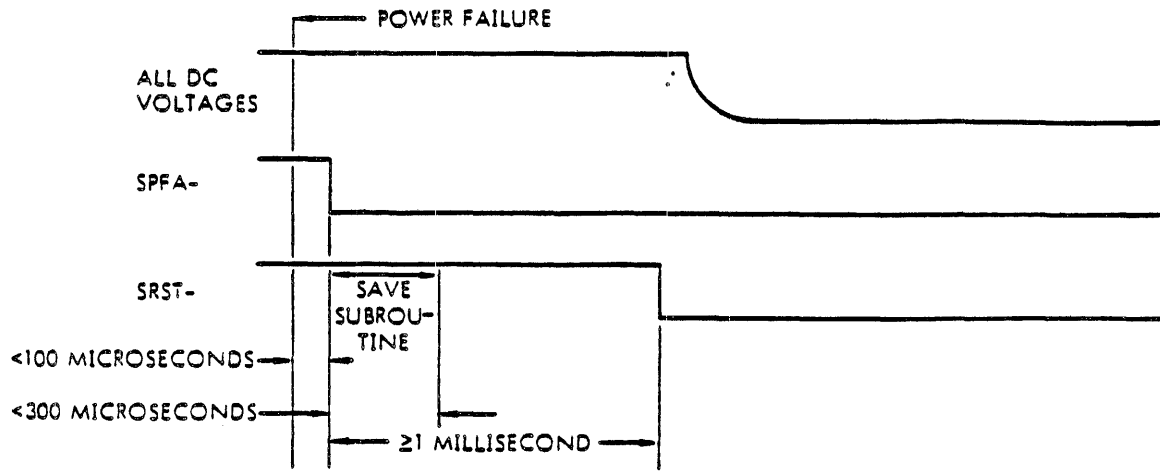 POWER FAILURE
ALL DC
VOLTAGES
SPFA-
SRST-
SAVE
SUBROU-
TINE
<100 MICROSECONDS
<300 MICROSECONDS
≥1 MILLISECOND